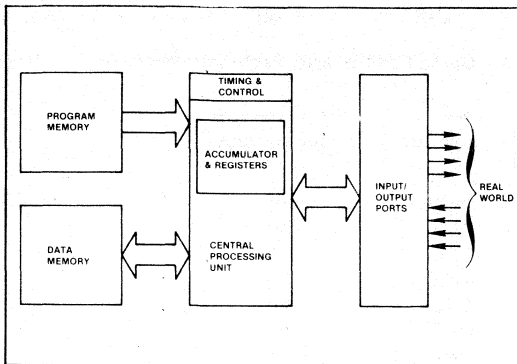 TIMING &
CONTROL
PROGRAM
MEMORY
ACCUMULATOR
& REGISTERS
INPUT/
OUTPUT
PORTS
REAL
WORLD
DATA
MEMORY
CENTRAL
PROCESSING
UNIT